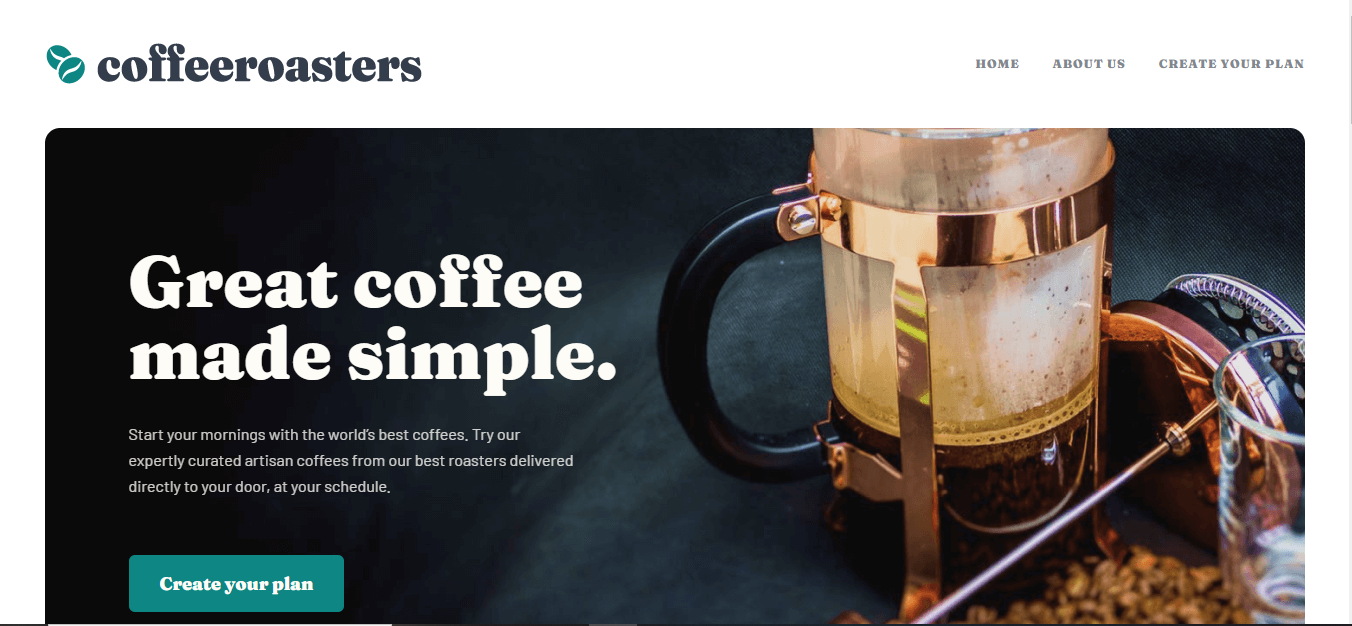 coffeeroasters
HOME ABOUT US CREATE YOUR PLAN
Great coffee
made simple.
Start your mornings with the world’s best coffees. Try our
expertly curated artisan coffees from our best roasters delivered
directly to your door, at your schedule.
Create your plan